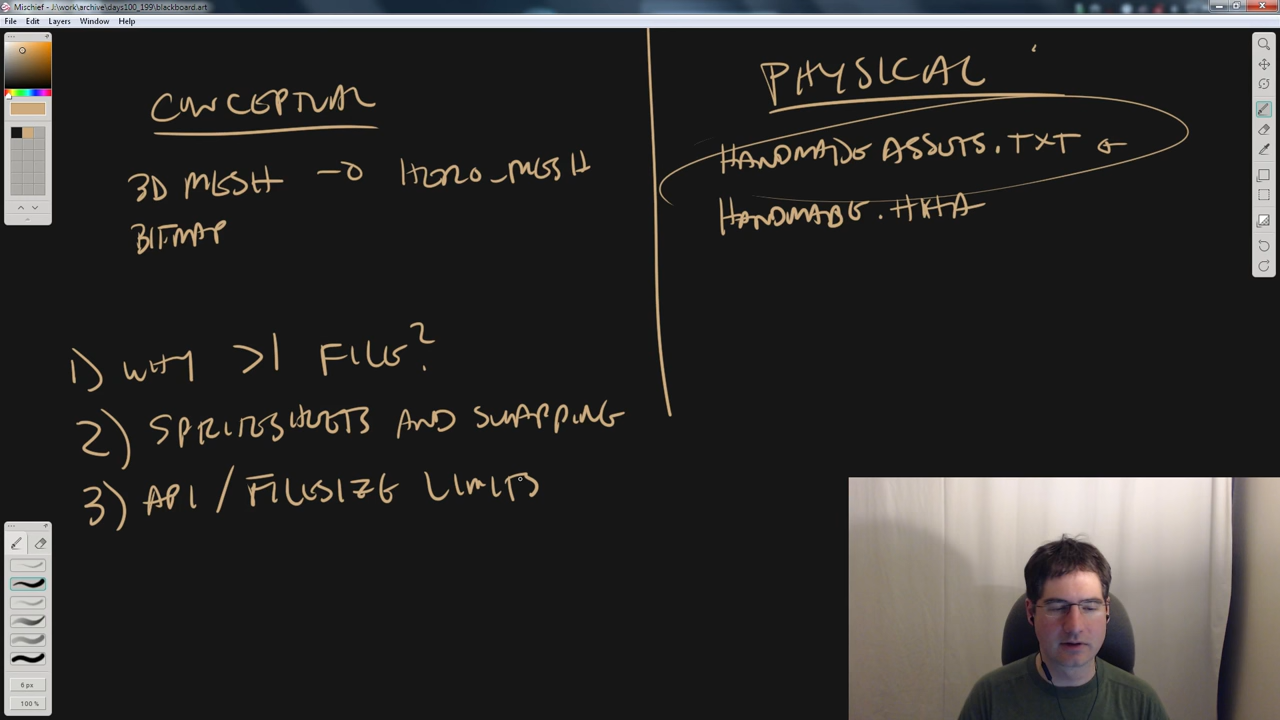 Mischief - J:\work\archive\days100_199\blackboard.art
File Edit Layers Window Help
CONCEPTUAL
3D MESH → HERO_MESH
BITMAP
1) WHY >1 FILE?
2) SPRITESHEETS AND SWAPPING
3) API / FILESIZE LIMITS
PHYSICAL
HANDMADE ASSETS.TXT ←
HANDMADE.HHA
6 px
100 %